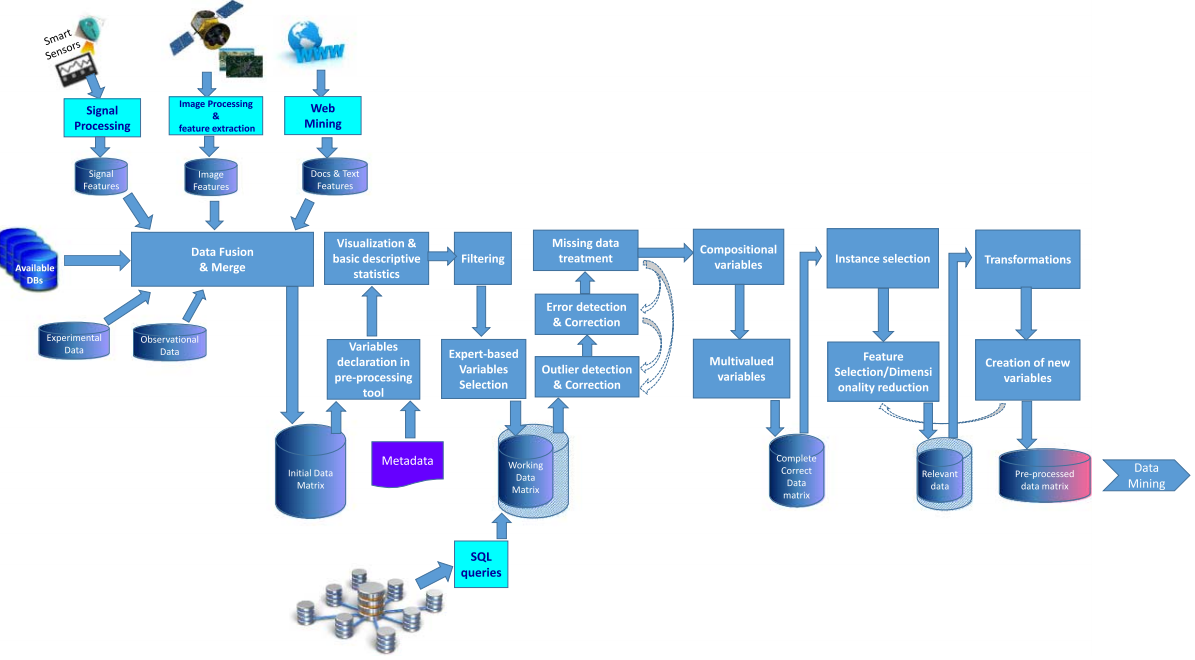 Smart
Sensors
WWW
Signal
Processing
Image Processing
&
feature extraction
Web
Mining
Signal
Features
Image
Features
Docs & Text
Features
Available
DBs
Data Fusion
& Merge
Experimental
Data
Observational
Data
Initial Data
Matrix
Visualization &
basic descriptive
statistics
Variables
declaration in
pre-processing
tool
Metadata
Filtering
Expert-based
Variables
Selection
Working
Data
Matrix
SQL
queries
Missing data
treatment
Error detection
& Correction
Outlier detection
& Correction
Compositional
variables
Multivalued
variables
Complete
Correct
Data
matrix
Instance selection
Feature
Selection/Dimensi
onality reduction
Relevant
data
Transformations
Creation of new
variables
Pre-processed
data matrix
Data
Mining